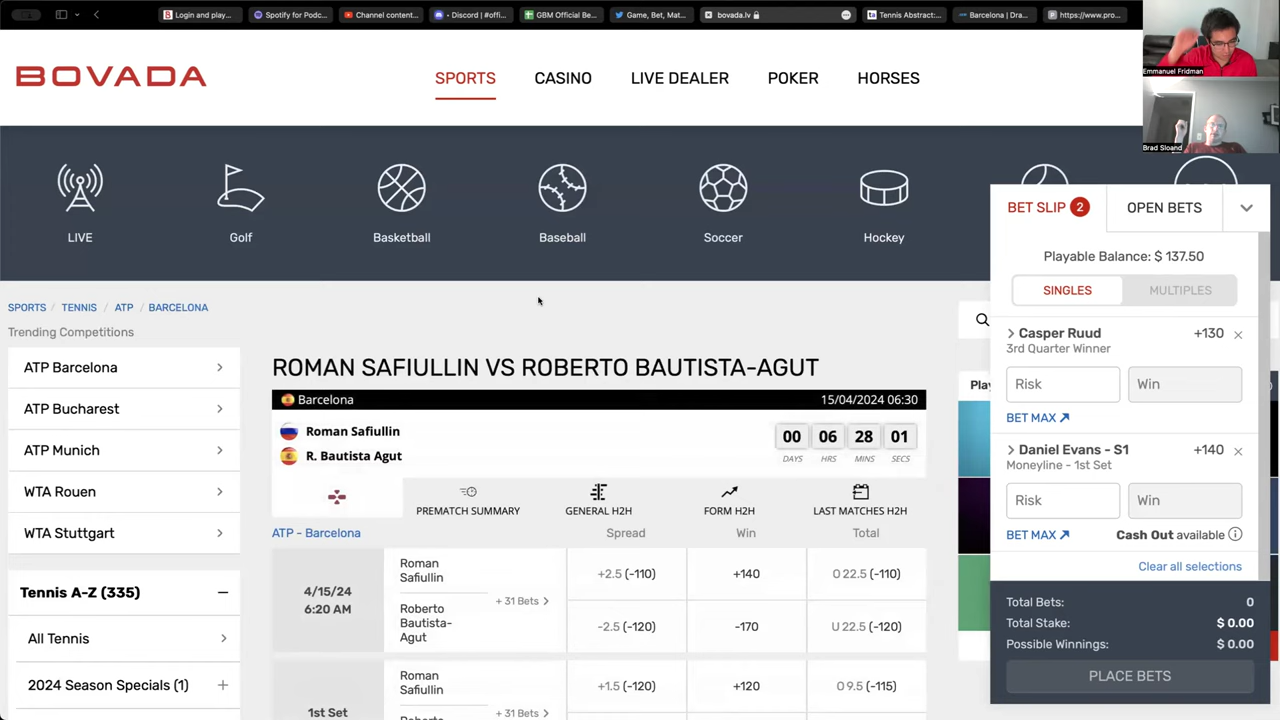 Login and play...
Spotify for Podc...
Channel content...
Discord | #offi...
GBM Official Be...
Game, Bet, Mat...
bovada.lv
Tennis Abstract:...
Barcelona | Dra...
https://www.pro...
Emmanuel Fridman
Brad Sloand
BOVADA
SPORTS
CASINO
LIVE DEALER
POKER
HORSES
LIVE
Golf
Basketball
Baseball
Soccer
Hockey
SPORTS
TENNIS
ATP
BARCELONA
Trending Competitions
ATP Barcelona
ATP Bucharest
ATP Munich
WTA Rouen
WTA Stuttgart
Tennis A-Z (335)
All Tennis
2024 Season Specials (1)
ROMAN SAFIULLIN VS ROBERTO BAUTISTA-AGUT
Barcelona
15/04/2024 06:30
Roman Safiullin
R. Bautista Agut
00 06 28 01
DAYS HRS MINS SECS
PREMATCH SUMMARY
GENERAL H2H
FORM H2H
LAST MATCHES H2H
ATP - Barcelona
Spread
Win
Total
4/15/24
6:20 AM
Roman
Safiullin
Roberto
Bautista-
Agut
+ 31 Bets
+2.5 (-110)
+140
O 22.5 (-110)
-2.5 (-120)
-170
U 22.5 (-120)
1st Set
Roman
Safiullin
+ 31 Bets
+1.5 (-120)
+120
O 9.5 (-115)
BET SLIP 2
OPEN BETS
Playable Balance: $ 137.50
SINGLES
MULTIPLES
Casper Ruud
+130
3rd Quarter Winner
Risk
Win
BET MAX
Daniel Evans - S1
+140
Moneyline - 1st Set
Risk
Win
BET MAX
Cash Out available
Clear all selections
Total Bets: 0
Total Stake: $ 0.00
Possible Winnings: $ 0.00
PLACE BETS